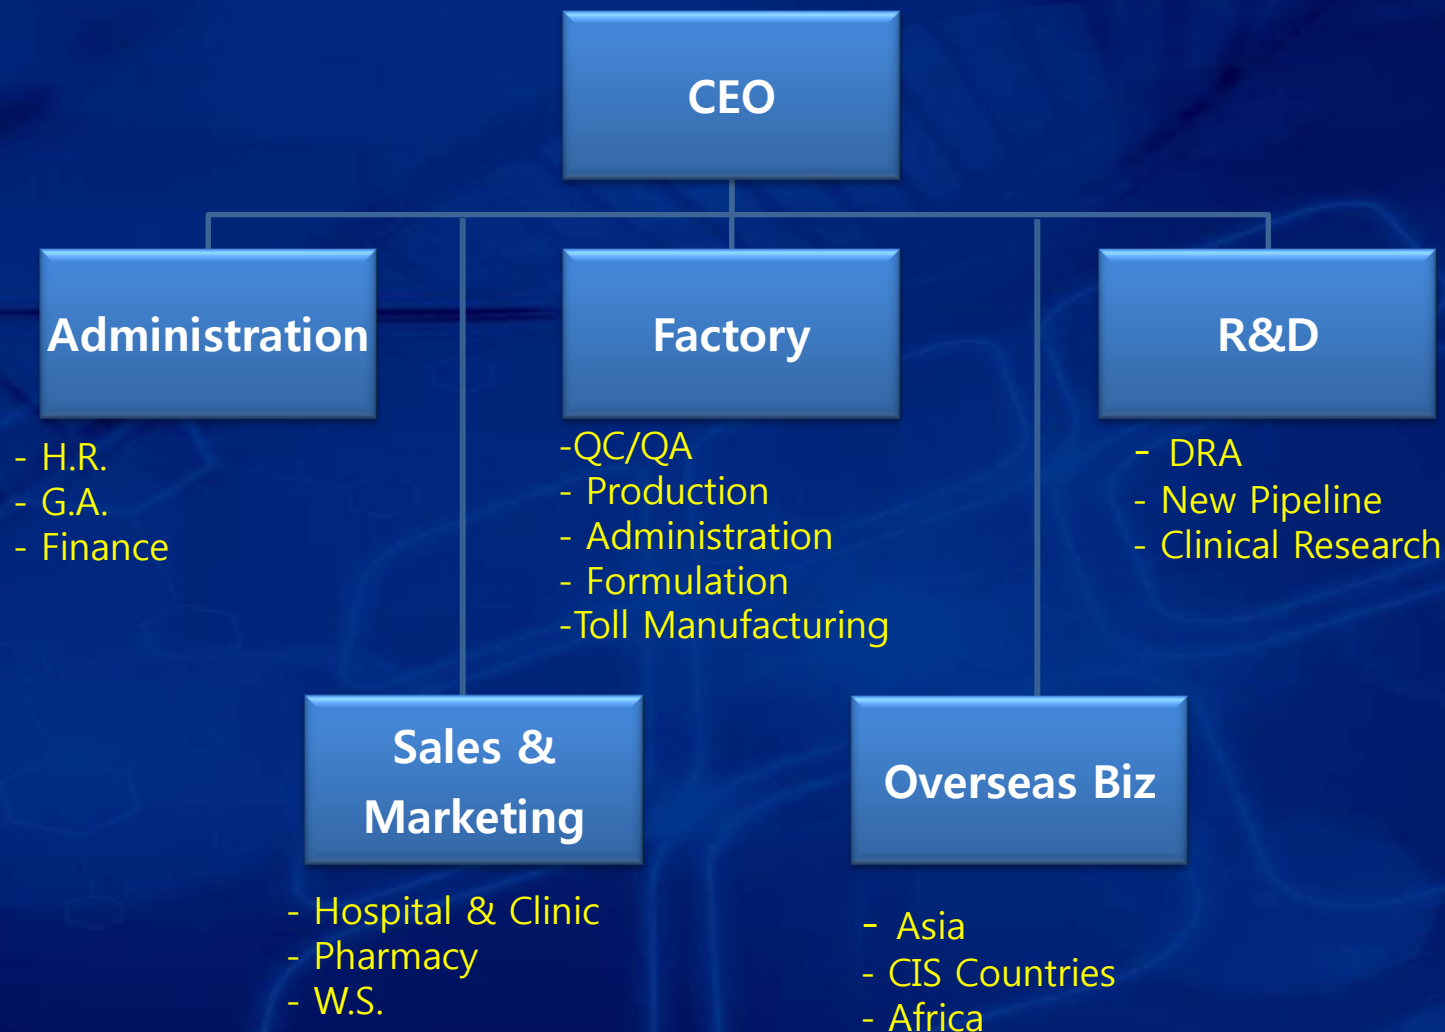 CEO
Administration
- H.R.
- G.A.
- Finance
Factory
-QC/QA
- Production
- Administration
- Formulation
-Toll Manufacturing
R&D
- DRA
- New Pipeline
- Clinical Research
Sales &
Marketing
- Hospital & Clinic
- Pharmacy
- W.S.
Overseas Biz
- Asia
- CIS Countries
- Africa